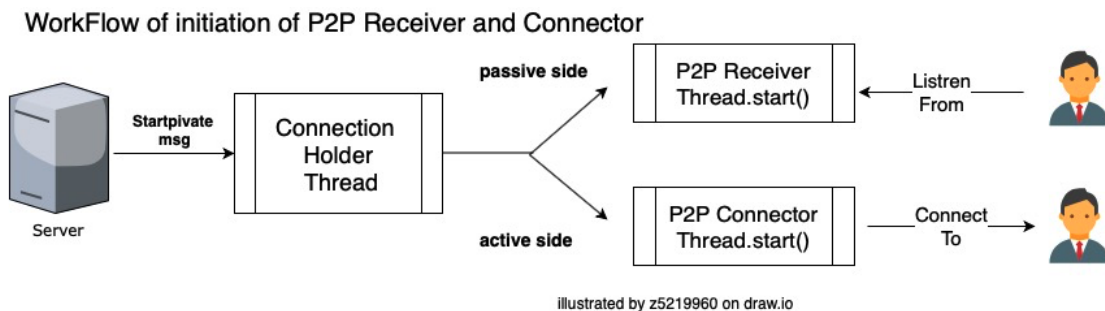 WorkFlow of initiation of P2P Receiver and Connector
Server
Startpivate
msg
Connection
Holder
Thread
passive side
active side
P2P Receiver
Thread.start()
Listren
From
P2P Connector
Thread.start()
Connect
To
illustrated by z5219960 on draw.io